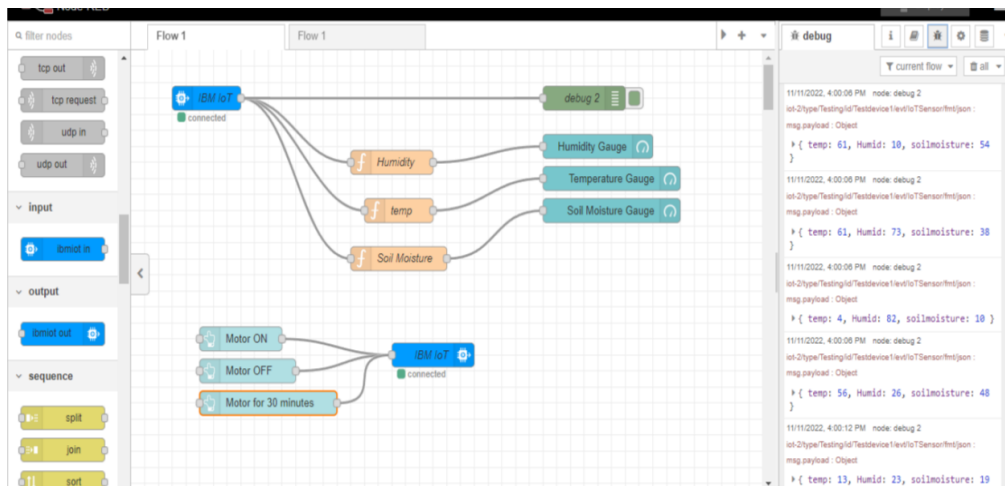 Node-RED
filter nodes
tcp out
tcp request
udp in
udp out
input
ibmiot in
output
ibmiot out
sequence
split
join
sort
Flow 1
Flow 1
IBM IoT
connected
debug 2
Humidity
Humidity Gauge
temp
Temperature Gauge
Soil Moisture
Soil Moisture Gauge
Motor ON
Motor OFF
Motor for 30 minutes
IBM IoT
connected
debug
i
current flow
all
11/11/2022, 4:00:06 PM node: debug 2
iot-2/type/Testing/id/Testdevice1/evt/IoTSensor/fmt/json :
msg.payload : Object
{ temp: 61, Humid: 10, soilmoisture: 54
}
11/11/2022, 4:00:06 PM node: debug 2
iot-2/type/Testing/id/Testdevice1/evt/IoTSensor/fmt/json :
msg.payload : Object
{ temp: 61, Humid: 73, soilmoisture: 38
}
11/11/2022, 4:00:06 PM node: debug 2
iot-2/type/Testing/id/Testdevice1/evt/IoTSensor/fmt/json :
msg.payload : Object
{ temp: 4, Humid: 82, soilmoisture: 10 }
11/11/2022, 4:00:06 PM node: debug 2
iot-2/type/Testing/id/Testdevice1/evt/IoTSensor/fmt/json :
msg.payload : Object
{ temp: 56, Humid: 26, soilmoisture: 48
}
11/11/2022, 4:00:12 PM node: debug 2
iot-2/type/Testing/id/Testdevice1/evt/IoTSensor/fmt/json :
msg.payload : Object
{ temp: 13, Humid: 23, soilmoisture: 19